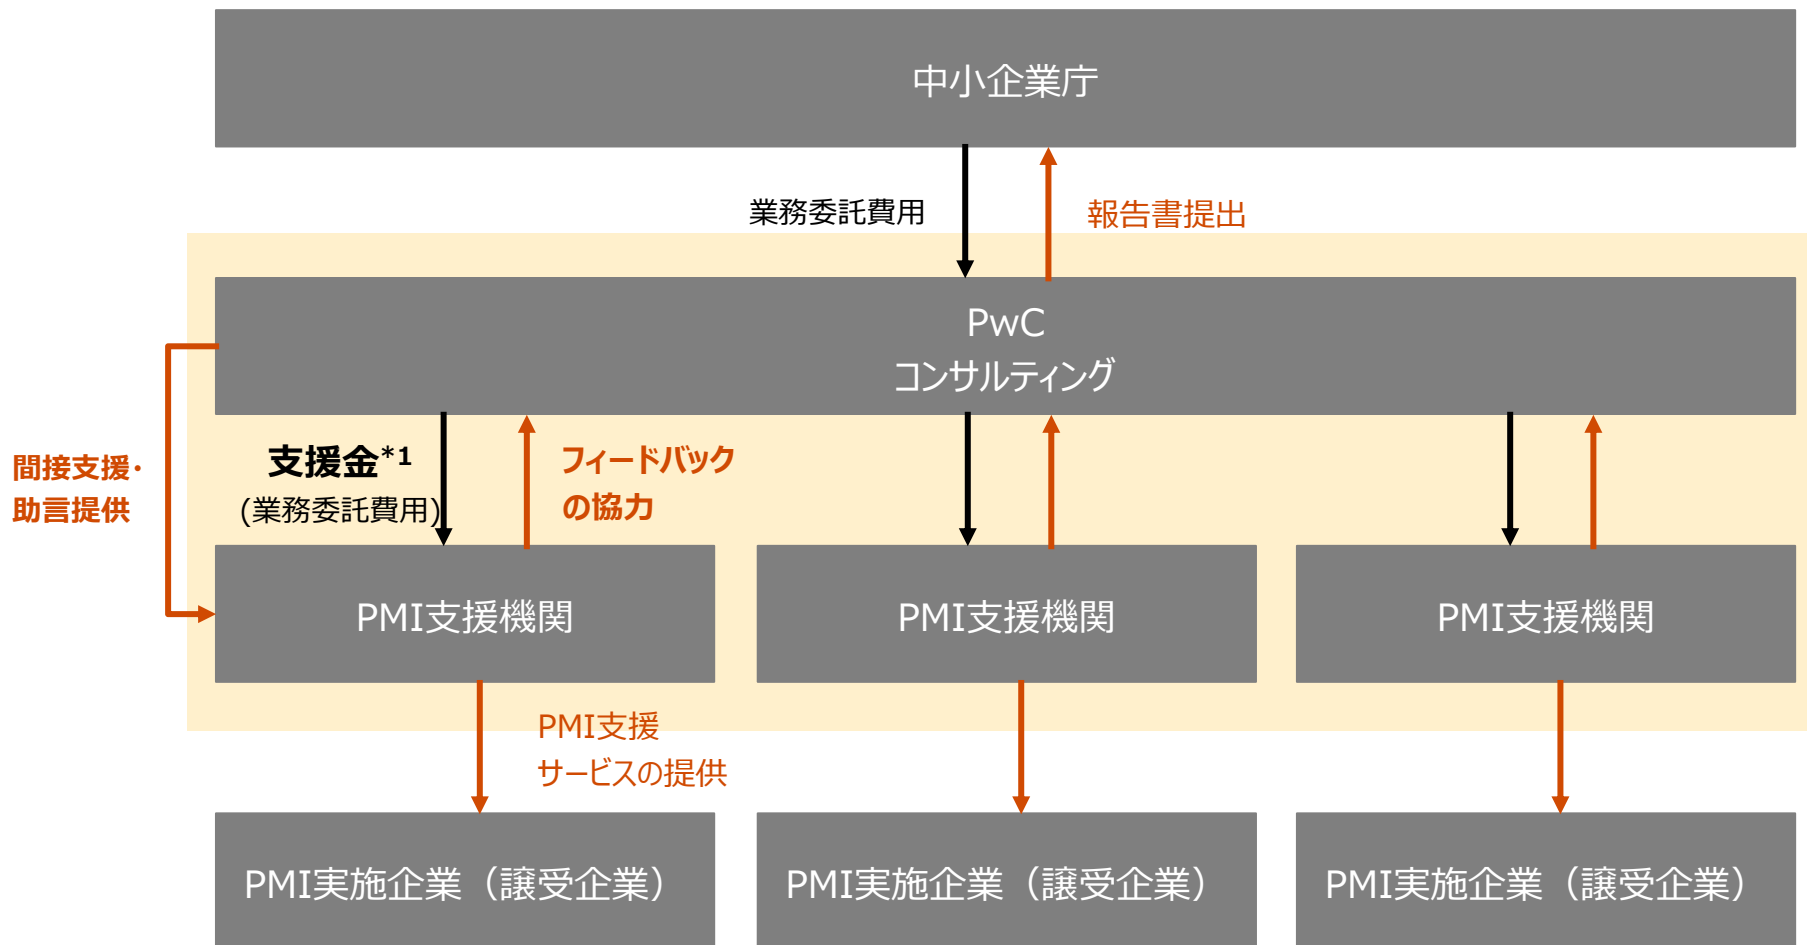 中小企業庁
業務委託費用
報告書提出
PwC
コンサルティング
間接支援・
助言提供
支援金*1
(業務委託費用)
フィードバック
の協力
PMI支援機関
PMI支援機関
PMI支援機関
PMI支援
サービスの提供
PMI実施企業（譲受企業）
PMI実施企業（譲受企業）
PMI実施企業（譲受企業）